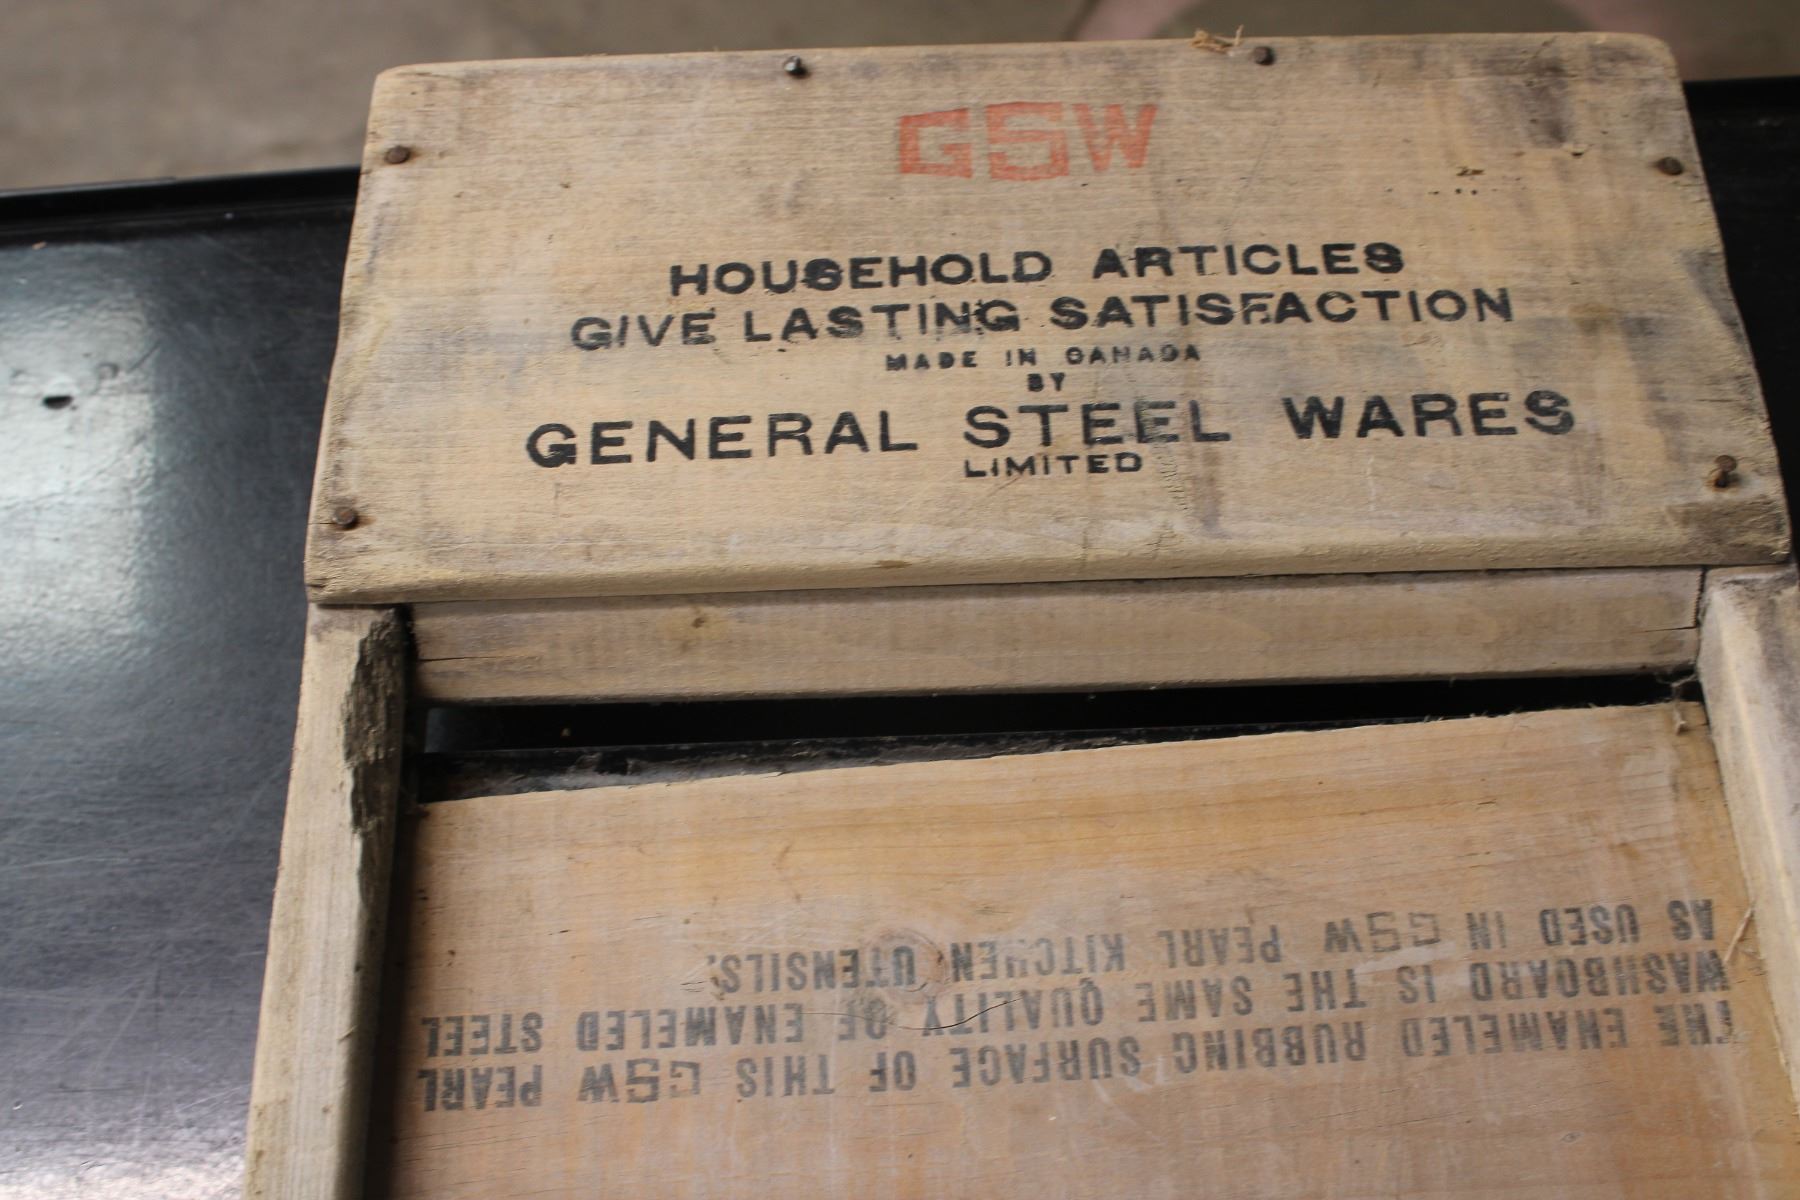 GSW
HOUSEHOLD ARTICLES
GIVE LASTING SATISFACTION
MADE IN CANADA
BY
GENERAL STEEL WARES
LIMITED
THE ENAMELED RUBBING SURFACE OF THIS GSW PEARL
WASHBOARD IS THE SAME QUALITY OF ENAMELED STEEL
AS USED IN GSW PEARL KITCHEN UTENSILS.